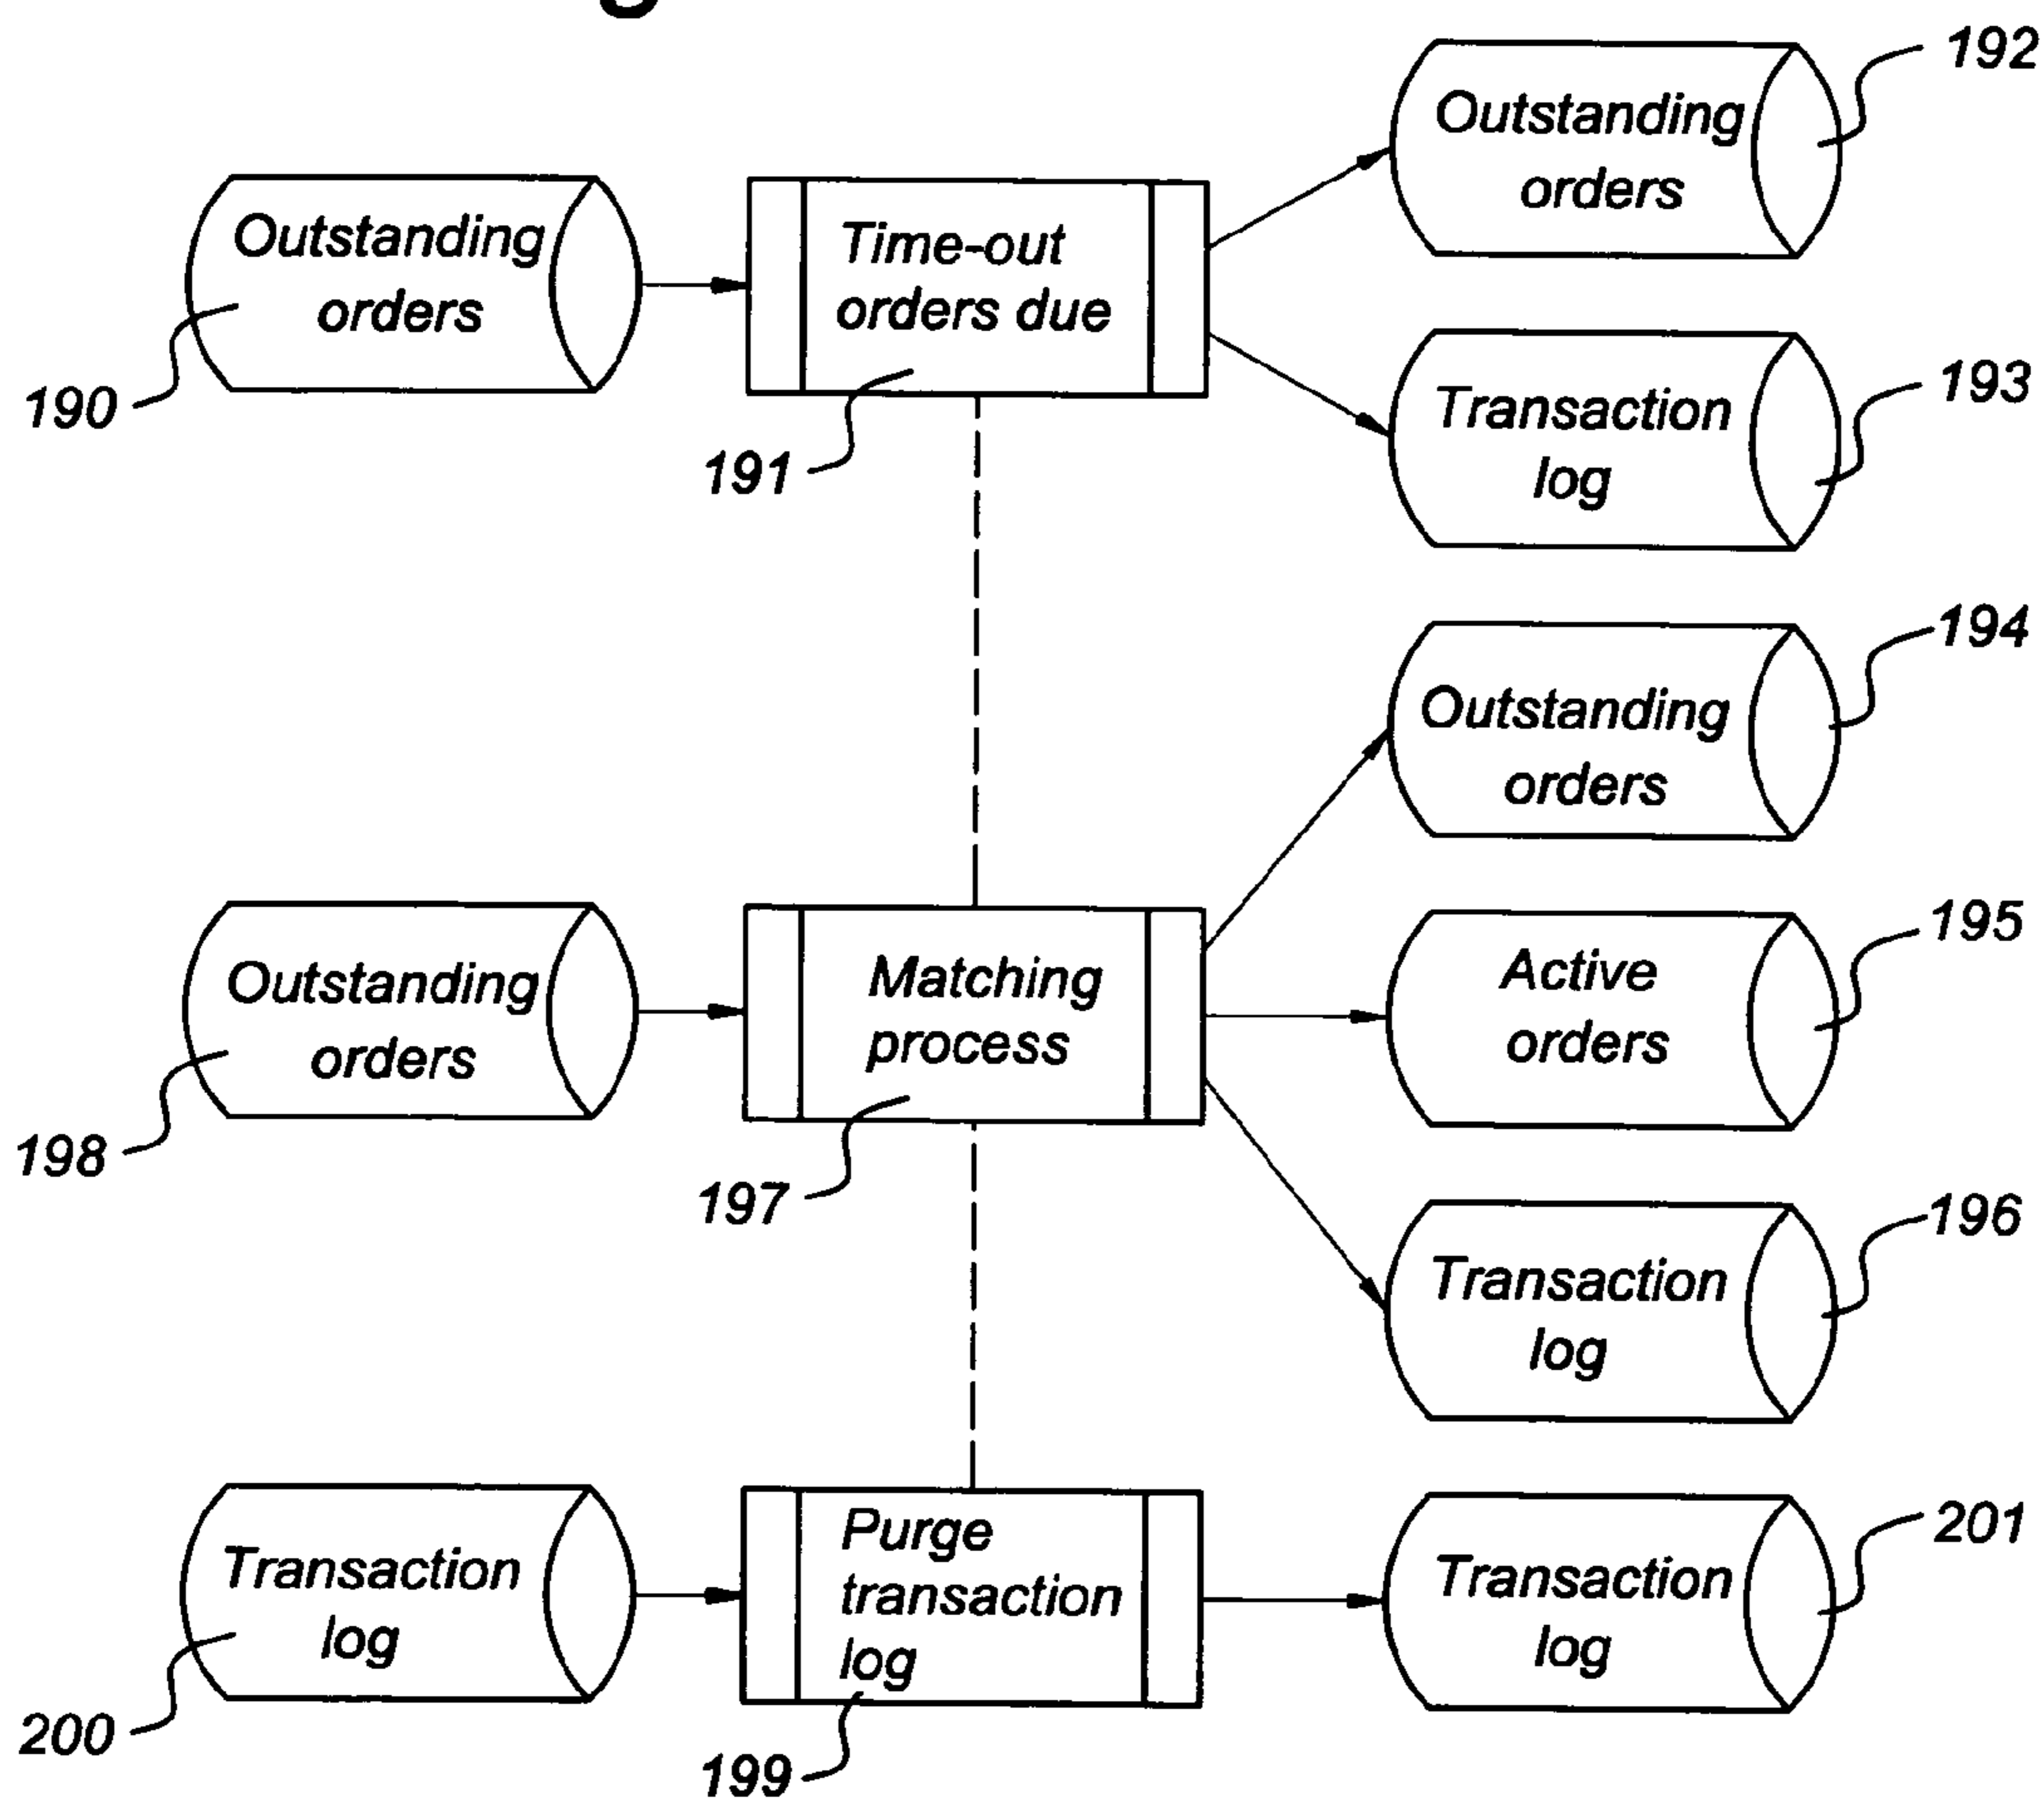 192
Outstanding
orders
Outstanding
orders
190
Time-out
orders due
191
Transaction
log
193
Outstanding
orders
194
Outstanding
orders
198
Matching
process
197
Active
orders
195
Transaction
log
196
Transaction
log
200
Purge
transaction
log
199
Transaction
log
201